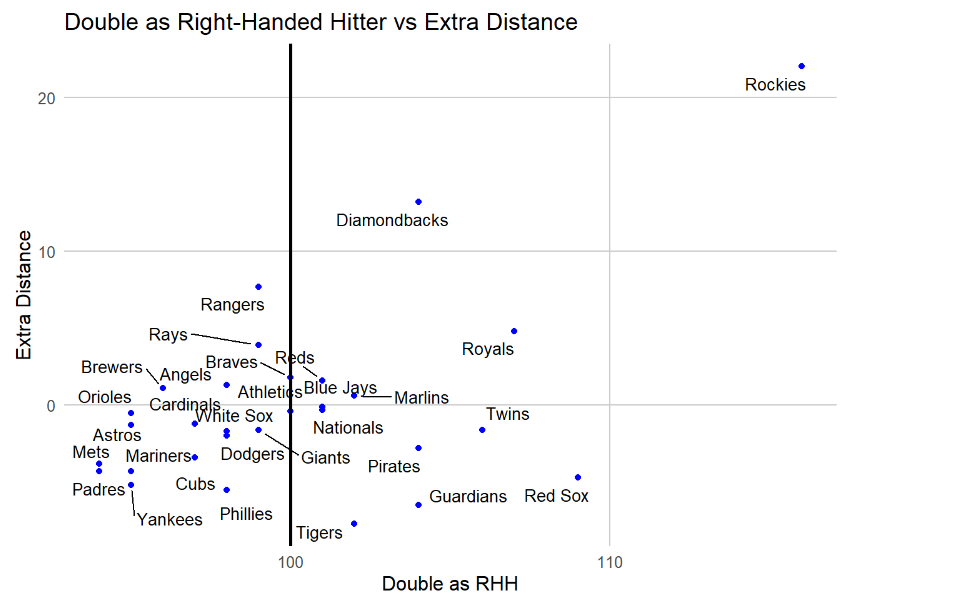 Double as Right-Handed Hitter vs Extra Distance
20
Rockies
Diamondbacks
10
Extra Distance
Rangers
Rays
Royals
Reds
Braves
Brewers
Angels
Blue Jays
Athletics
Orioles
Marlins
Cardinals
0
White Sox
Twins
Nationals
Astros
Mets
Mariners
Dodgers
Giants
Pirates
Padres
Cubs
Guardians
Red Sox
Yankees
Phillies
Tigers
100
110
Double as RHH